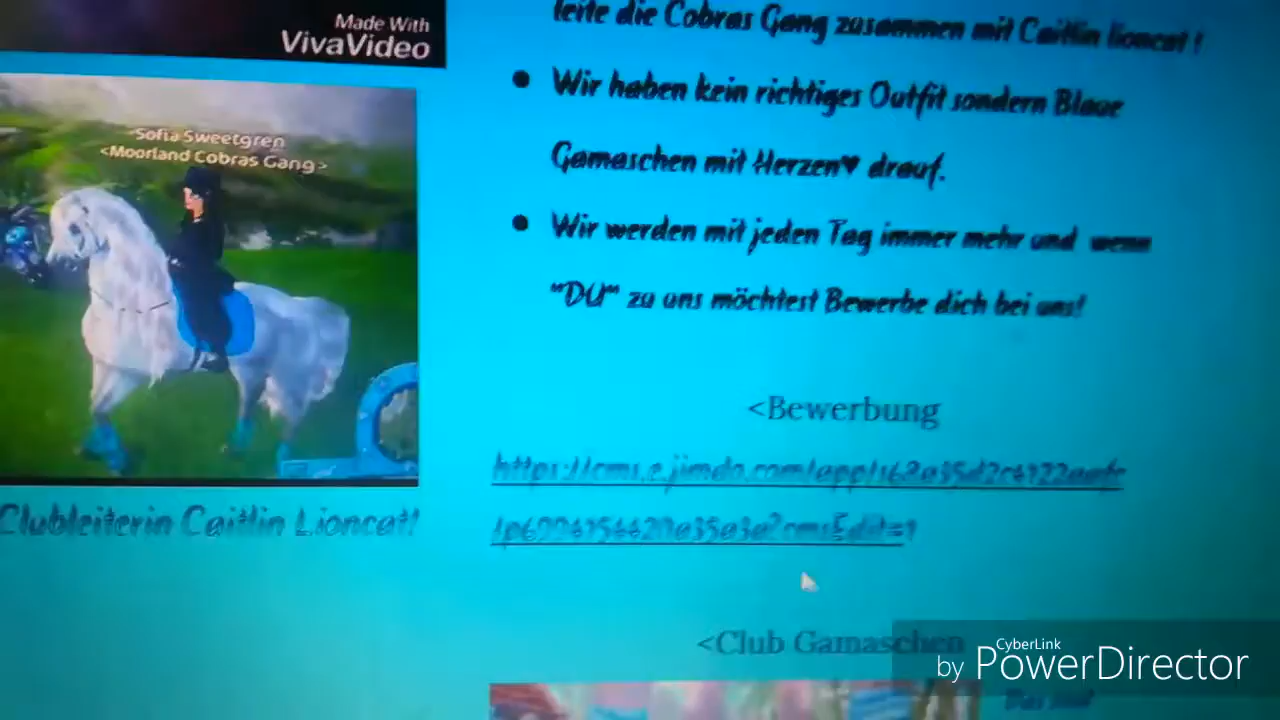 Made With
VivaVideo
leite die Cobras Gang zusammen mit Caitlin lioncat !
Sofia Sweetgren
<Moorland Cobras Gang>
• Wir haben kein richtiges Outfit sondern Blaue
Gamaschen mit Herzen♥ drauf.
• Wir werden mit jeden Tag immer mehr und wenn
"DU" zu uns möchtest Bewerbe dich bei uns!
<Bewerbung
Clubleiterin Caitlin Lioncat!
<Club Gamaschen
CyberLink
by PowerDirector